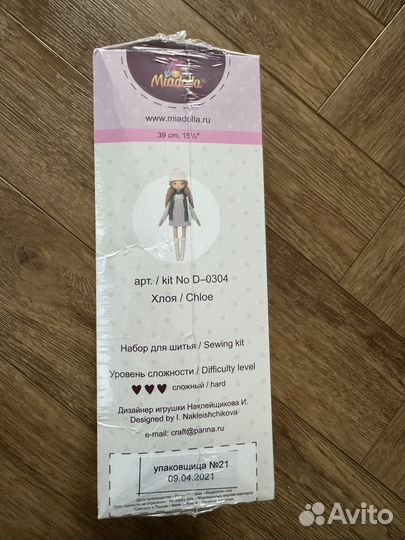 Miadolla
www.miadolla.ru
39 cm, 15½"
арт. / kit No D–0304
Хлоя / Chloe
Набор для шитья / Sewing kit
Уровень сложности / Difficulty level
сложный / hard
Дизайнер игрушки Наклейщикова И.
Designed by I. Nakleishchikova
e-mail: craft@panna.ru
упаковщица №21
09.04.2021
Avito